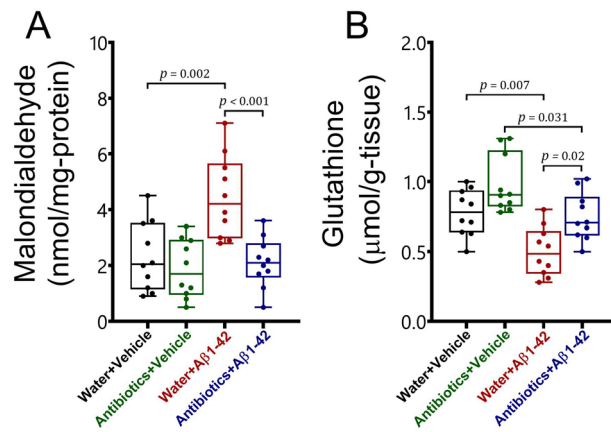 A
Malondialdehyde
(nmol/mg-protein)
10
8
6
4
2
0
p = 0.002
p < 0.001
Water+Vehicle
Antibiotics+Vehicle
Water+Aβ1-42
Antibiotics+Aβ1-42
B
Glutathione
(μmol/g-tissue)
2.0
1.5
1.0
0.5
0.0
p = 0.007
p = 0.031
p = 0.02
Water+Vehicle
Antibiotics+Vehicle
Water+Aβ1-42
Antibiotics+Aβ1-42